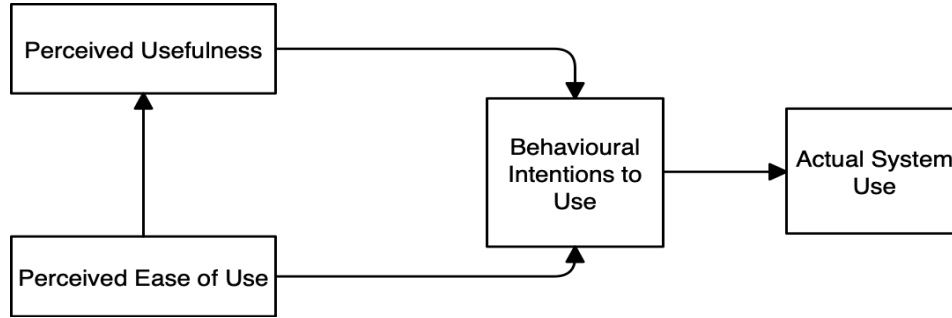 Perceived Usefulness
Behavioural
Intentions to
Use
Actual System
Use
Perceived Ease of Use